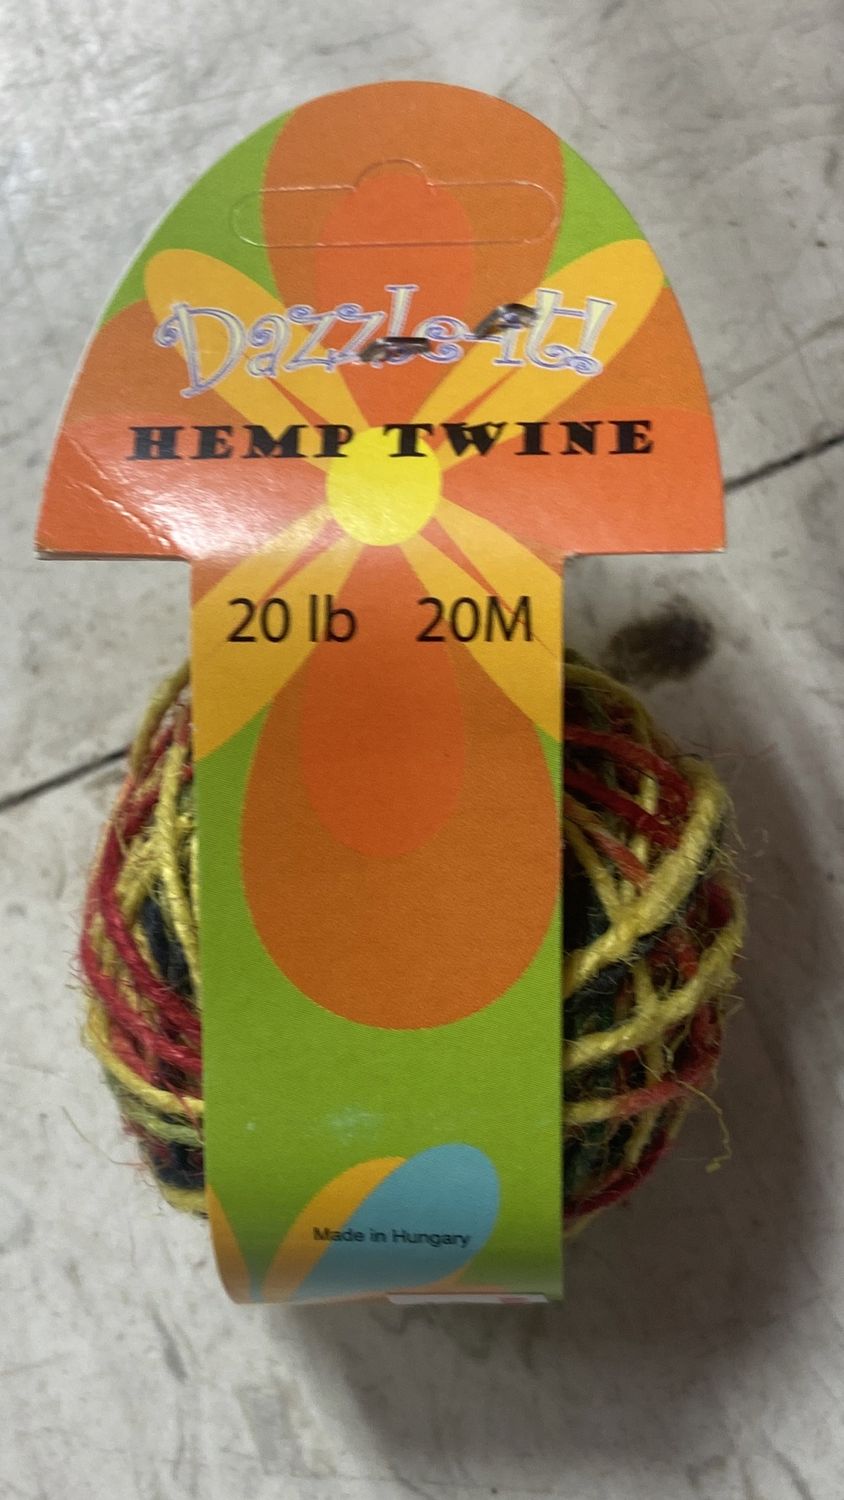 Dazzle-it!
HEMP TWINE
20 lb 20M
Made in Hungary